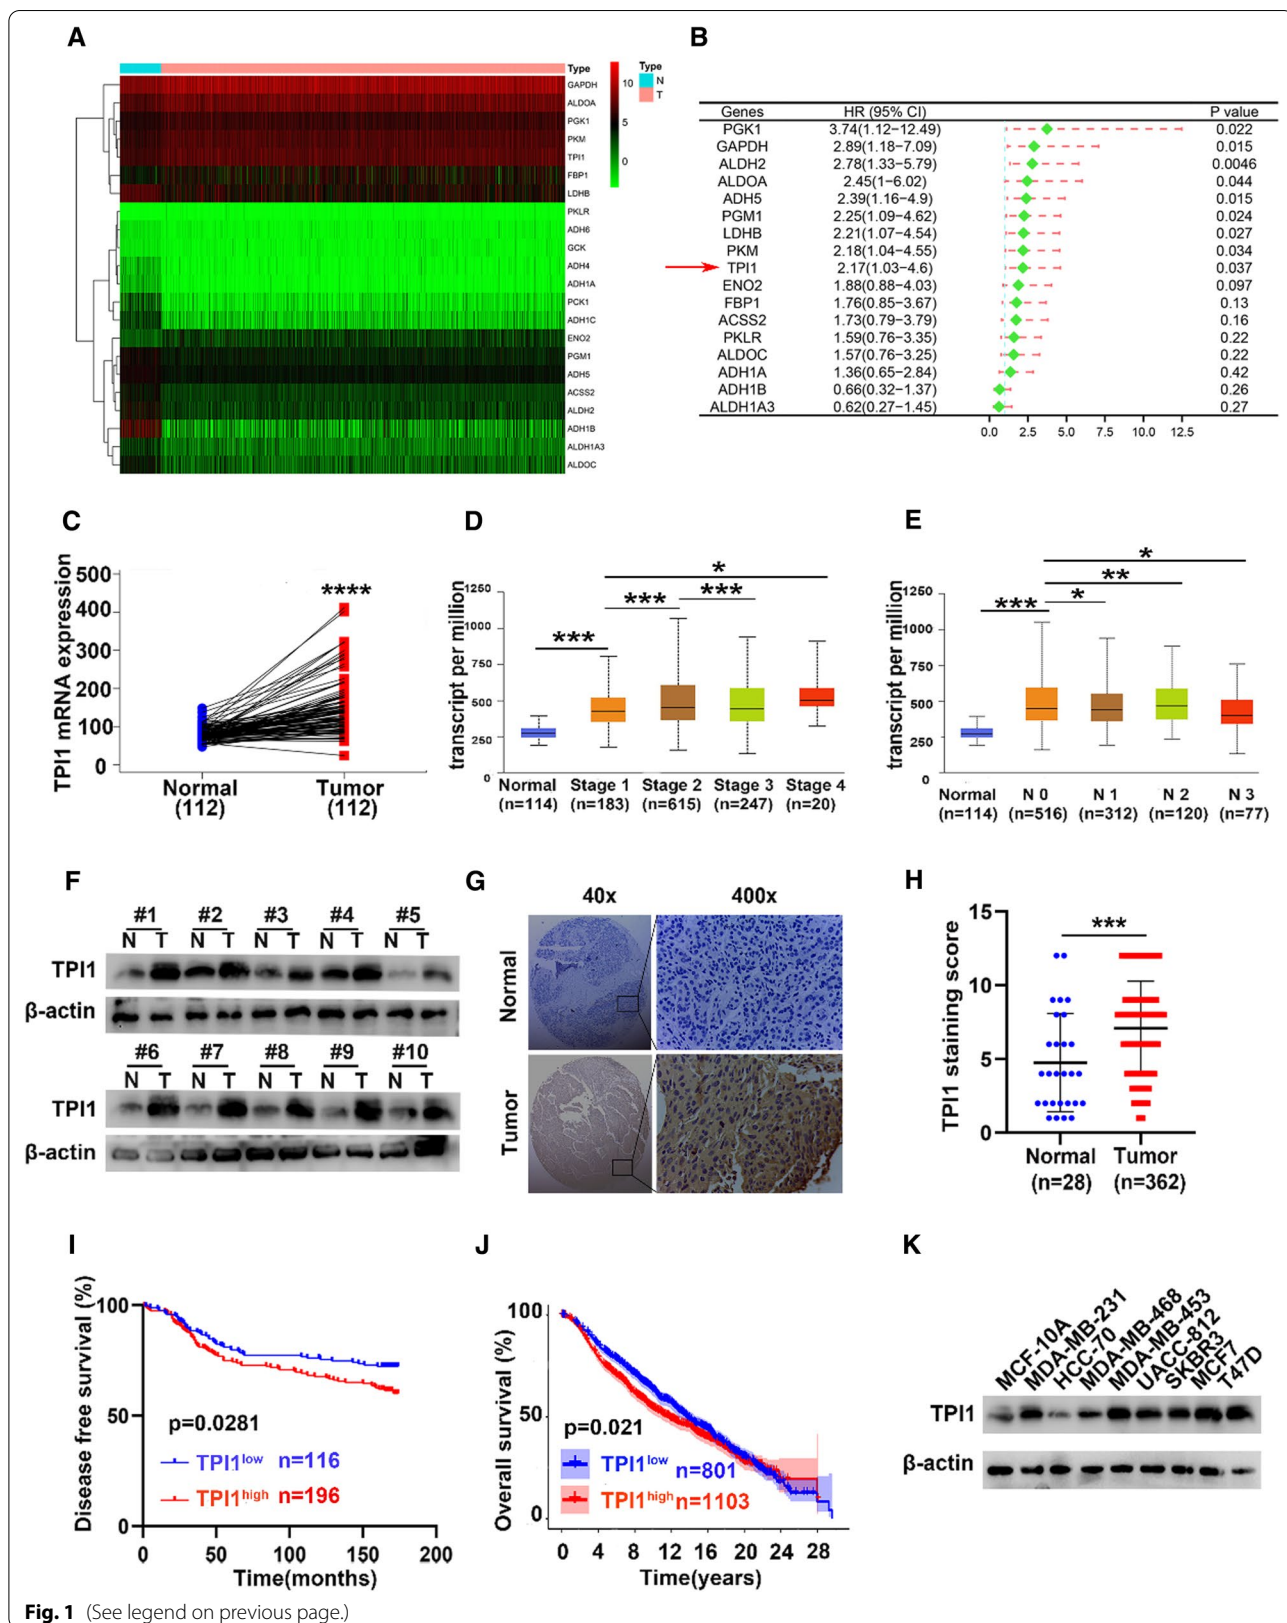 A
Type
GAPDH
ALDOA
PGK1
PKM
TPI1
FBP1
LDHB
PKLR
ADH6
GCK
ADH4
ADH1A
PCK1
ADH1C
ENO2
PGM1
ADH5
ACSS2
ALDH2
ADH1B
ALDH1A3
ALDOC
10
5
0
Type
N
T
B
Genes HR (95% CI) P value
PGK1 3.74(1.12−12.49) 0.022
GAPDH 2.89(1.18−7.09) 0.015
ALDH2 2.78(1.33−5.79) 0.0046
ALDOA 2.45(1−6.02) 0.044
ADH5 2.39(1.16−4.9) 0.015
PGM1 2.25(1.09−4.62) 0.024
LDHB 2.21(1.07−4.54) 0.027
PKM 2.18(1.04−4.55) 0.034
TPI1 2.17(1.03−4.6) 0.037
ENO2 1.88(0.88−4.03) 0.097
FBP1 1.76(0.85−3.67) 0.13
ACSS2 1.73(0.79−3.79) 0.16
PKLR 1.59(0.76−3.35) 0.22
ALDOC 1.57(0.76−3.25) 0.22
ADH1A 1.36(0.65−2.84) 0.42
ADH1B 0.66(0.32−1.37) 0.26
ALDH1A3 0.62(0.27−1.45) 0.27
0.0 2.5 5.0 7.5 10.0 12.5
C
TPI1 mRNA expression
500
400
300
200
100
0
****
Normal Tumor
(112) (112)
D
transcript per million
1250
1000
750
500
250
0
*
*** ***
***
Normal Stage 1 Stage 2 Stage 3 Stage 4
(n=114) (n=183) (n=615) (n=247) (n=20)
E
transcript per million
1250
1000
750
500
250
0
*
**
*** *
Normal N 0 N 1 N 2 N 3
(n=114) (n=516) (n=312) (n=120) (n=77)
F
#1 #2 #3 #4 #5
N T N T N T N T N T
TPI1
β-actin
#6 #7 #8 #9 #10
N T N T N T N T N T
TPI1
β-actin
G
40x 400x
Normal
Tumor
H
TPI1 staining score
15
10
5
0
***
Normal Tumor
(n=28) (n=362)
I
Disease free survival (%)
100
50
0
p=0.0281
TPI1low n=116
TPI1high n=196
0 50 100 150 200
Time(months)
J
Overall survival (%)
100
50
0
p=0.021
TPI1low n=801
TPI1high n=1103
0 4 8 12 16 20 24 28
Time(years)
K
MCF-10A
MDA-MB-231
HCC-70
MDA-MB-468
MDA-MB-453
UACC-812
SKBR3
MCF7
T47D
TPI1
β-actin
Fig. 1 (See legend on previous page.)